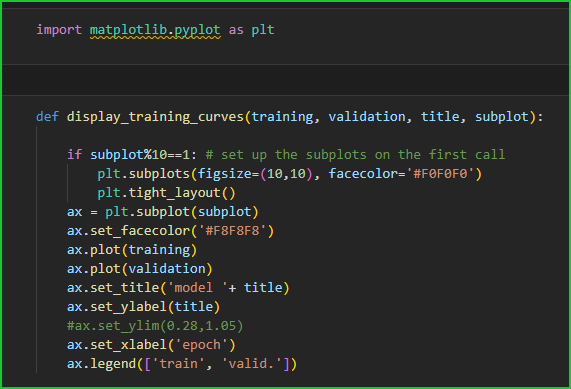 import matplotlib.pyplot as plt
def display_training_curves(training, validation, title, subplot):
if subplot%10==1: # set up the subplots on the first call
plt.subplots(figsize=(10,10), facecolor='#F0F0F0')
plt.tight_layout()
ax = plt.subplot(subplot)
ax.set_facecolor('#F8F8F8')
ax.plot(training)
ax.plot(validation)
ax.set_title('model '+ title)
ax.set_ylabel(title)
#ax.set_ylim(0.28,1.05)
ax.set_xlabel('epoch')
ax.legend(['train', 'valid.'])